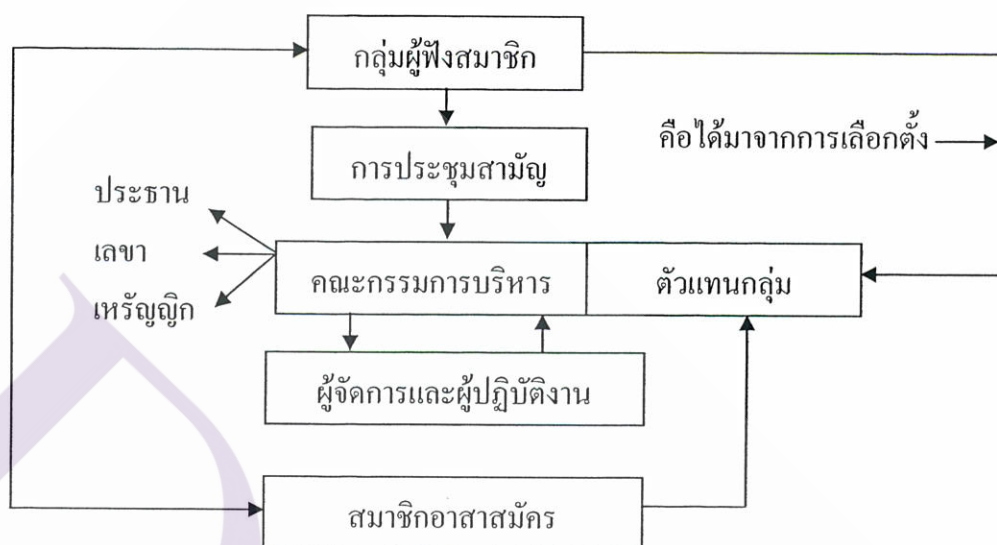 กลุ่มผู้ฟังสมาชิก
คือได้มาจากการเลือกตั้ง
การประชุมสามัญ
ประธาน
เลขา
เหรัญญิก
คณะกรรมการบริหาร
ตัวแทนกลุ่ม
ผู้จัดการและผู้ปฏิบัติงาน
สมาชิกอาสาสมัคร